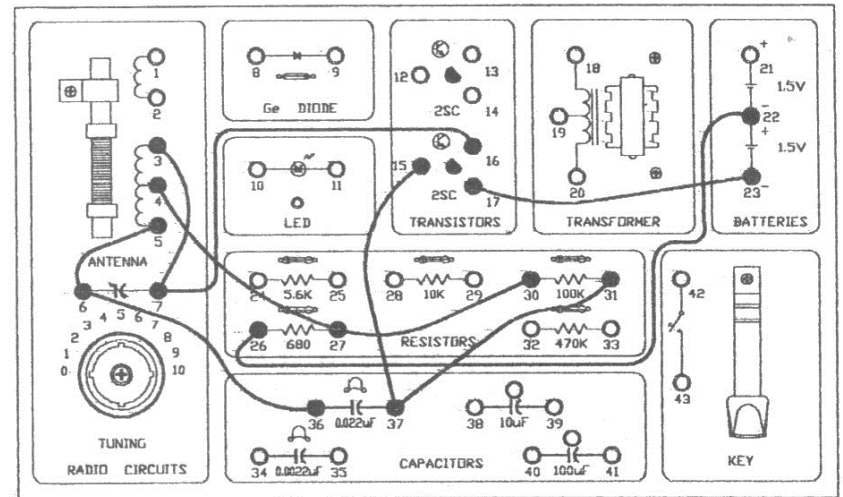 1
2
3
4
5
ANTENNA
6
7
3 4 5 6 7
2 8
1 9
0 10
TUNING
RADIO CIRCUITS
8 9
Ge DIODE
10 11
LED
12
13
2SC
14
15
16
2SC
17
TRANSISTORS
18
19
20
TRANSFORMER
+
21
1.5V
-
22
+
1.5V
23-
BATTERIES
24 5.6K 25
28 10K 29
30 100K 31
26 680 27
RESISTORS
32 470K 33
36 0.022uF 37
38 10uF 39
34 0.0022uF 35
CAPACITORS
40 100uF 41
42
43
KEY